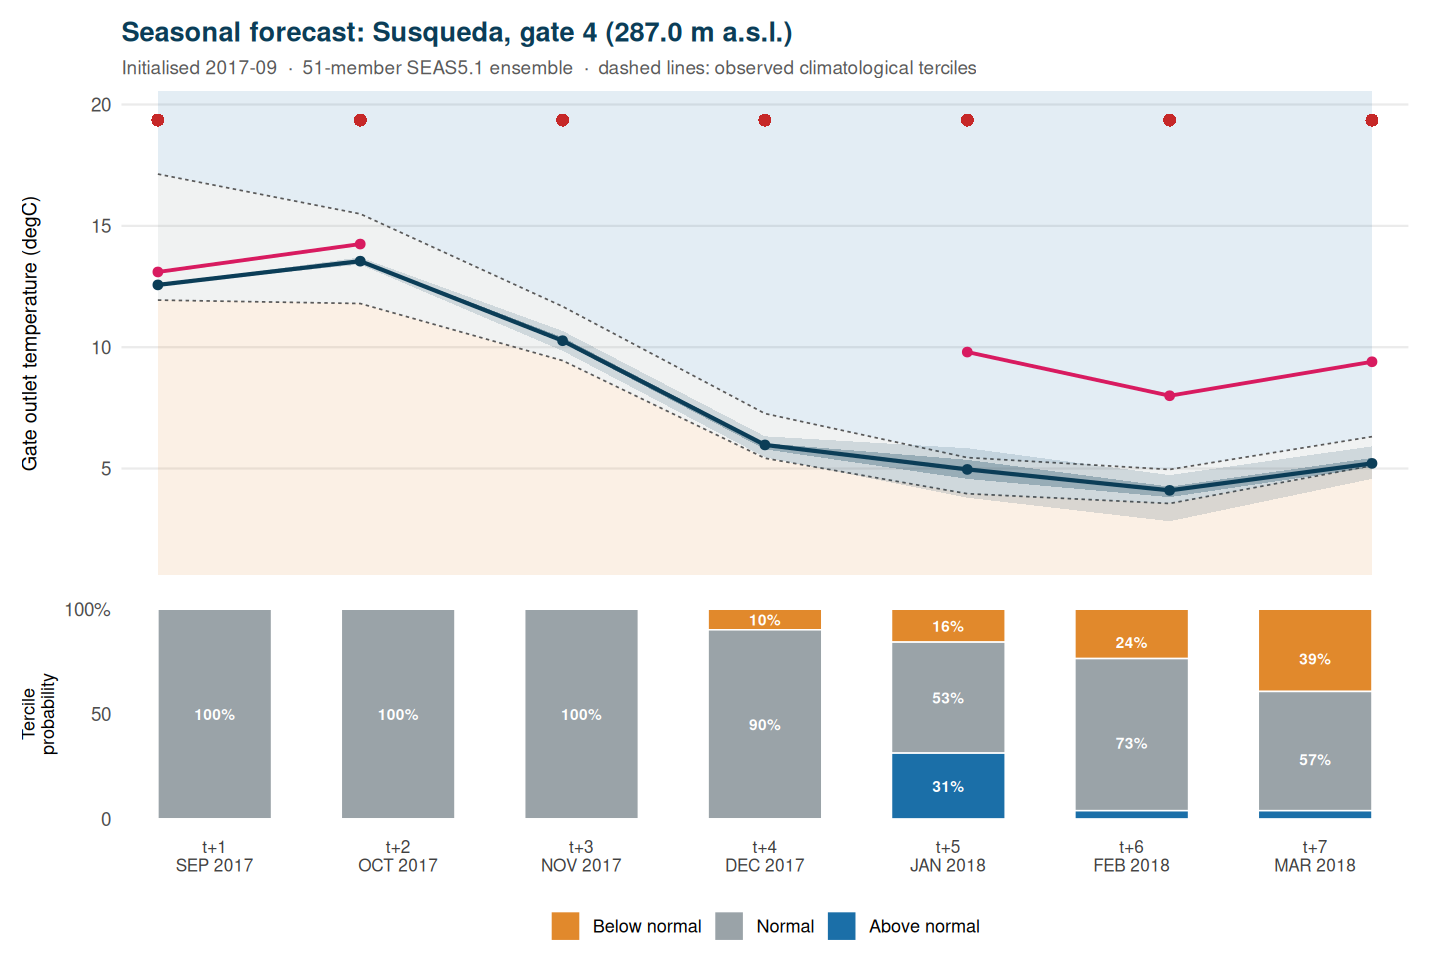 Seasonal forecast: Susqueda, gate 4 (287.0 m a.s.l.)
Initialised 2017-09 · 51-member SEAS5.1 ensemble · dashed lines: observed climatological terciles
Gate outlet temperature (degC)
20
15
10
5
Tercile
probability
100%
50
0
100%
100%
100%
10%
90%
16%
53%
31%
24%
73%
39%
57%
t+1
SEP 2017
t+2
OCT 2017
t+3
NOV 2017
t+4
DEC 2017
t+5
JAN 2018
t+6
FEB 2018
t+7
MAR 2018
Below normal
Normal
Above normal